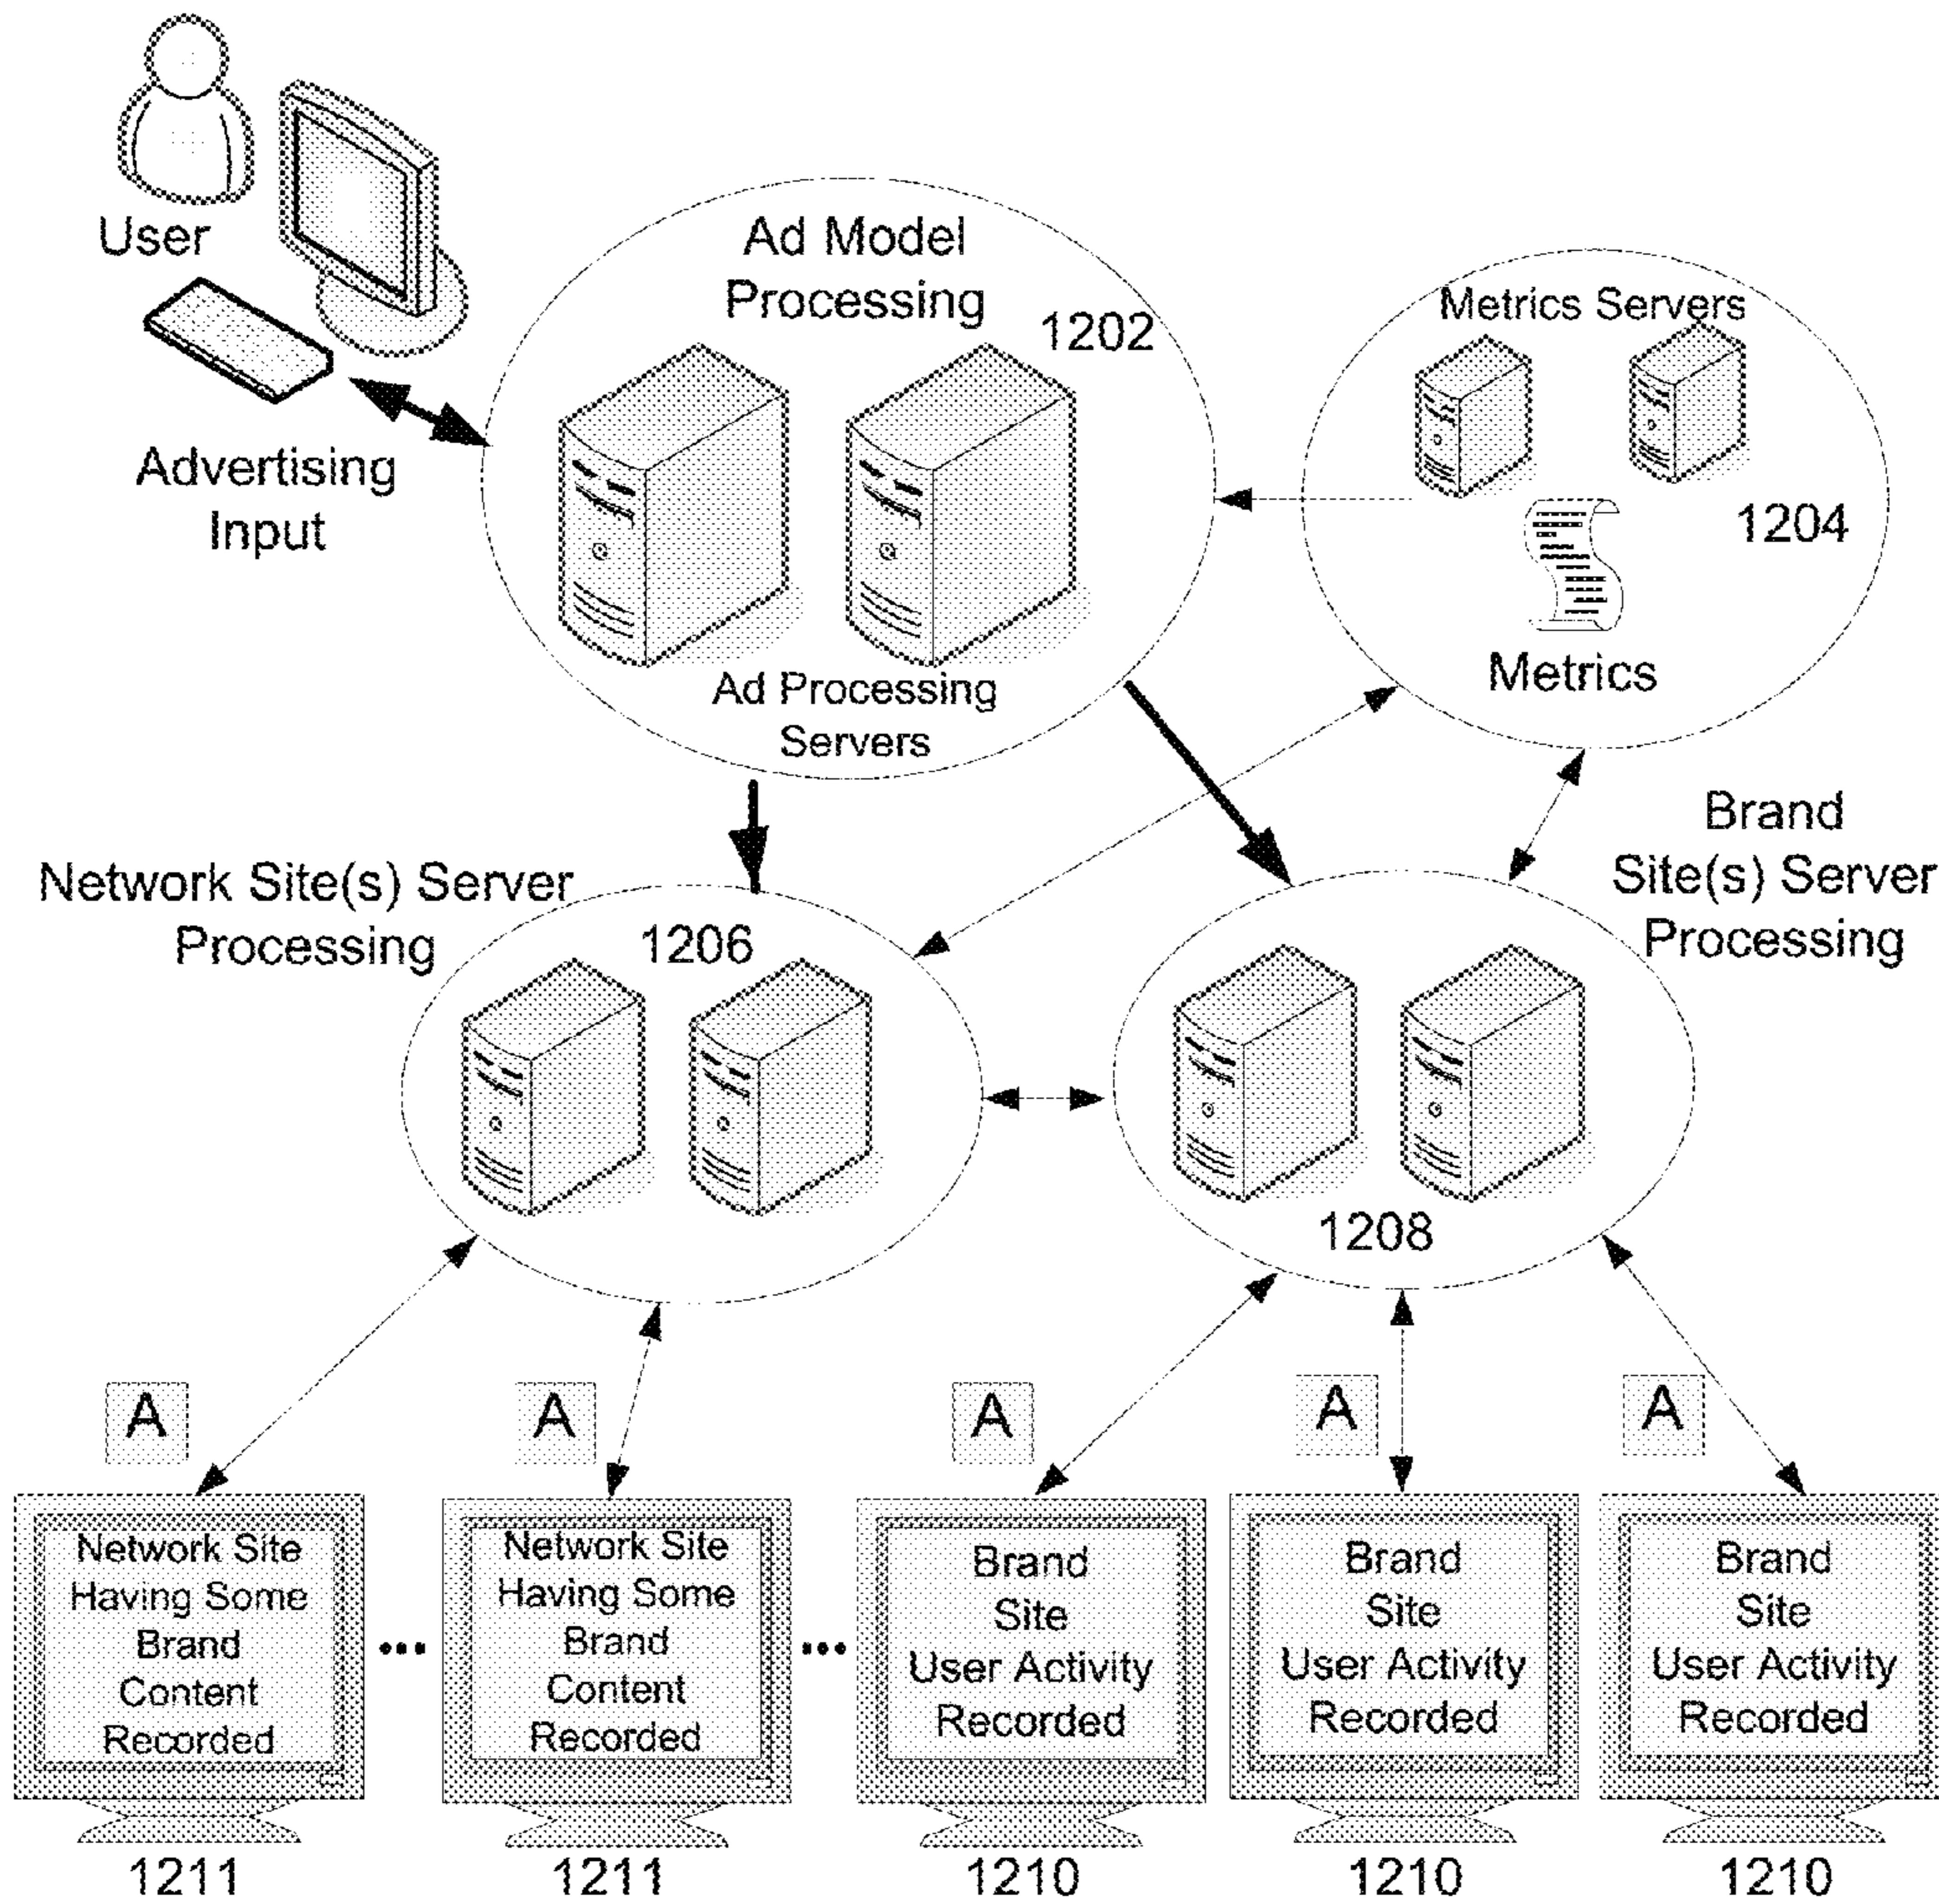 User
Advertising
Input
Ad Model
Processing
1202
Ad Processing
Servers
Metrics Servers
1204
Metrics
Network Site(s) Server
Processing
1206
Brand
Site(s) Server
Processing
1208
A
A
A
A
A
Network Site
Having Some
Brand
Content
Recorded
...
Network Site
Having Some
Brand
Content
Recorded
...
Brand
Site
User Activity
Recorded
Brand
Site
User Activity
Recorded
Brand
Site
User Activity
Recorded
1211
1211
1210
1210
1210